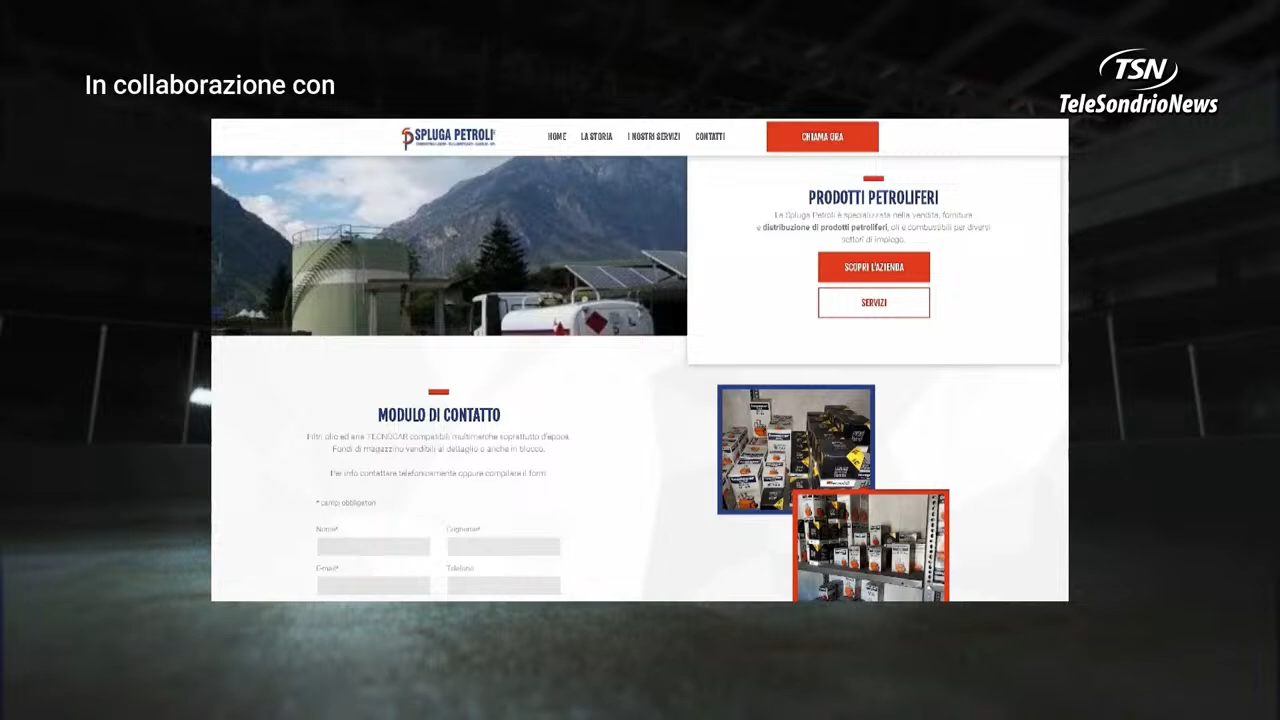 In collaborazione con
TSN
TeleSondrioNews
SPLUGA PETROLI
HOME LA STORIA I NOSTRI SERVIZI CONTATTI
CHIAMA ORA
PRODOTTI PETROLIFERI
La Spluga Petroli è specializzata nella vendita, fornitura
e distribuzione di prodotti petroliferi, oli e combustibili per diversi
settori di impiego.
SCOPRI L'AZIENDA
SERVIZI
MODULO DI CONTATTO
Filtri olio ed aria TECNOCAR compatibili multimarche soprattutto d'epoca.
Fondi di magazzino vendibili al dettaglio o anche in blocco.
Per info contattare telefonicamente oppure compilare il form:
* campi obbligatori
Nome*
Cognome*
E-mail*
Telefono